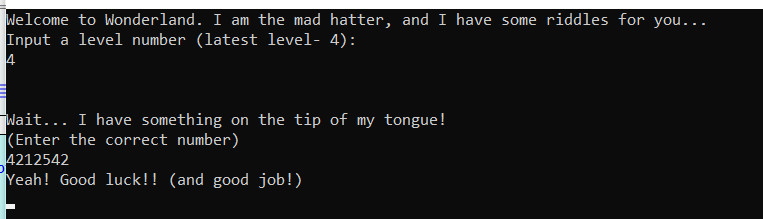 Welcome to Wonderland. I am the mad hatter, and I have some riddles for you...
Input a level number (latest level- 4):
4
Wait... I have something on the tip of my tongue!
(Enter the correct number)
4212542
Yeah! Good luck!! (and good job!)